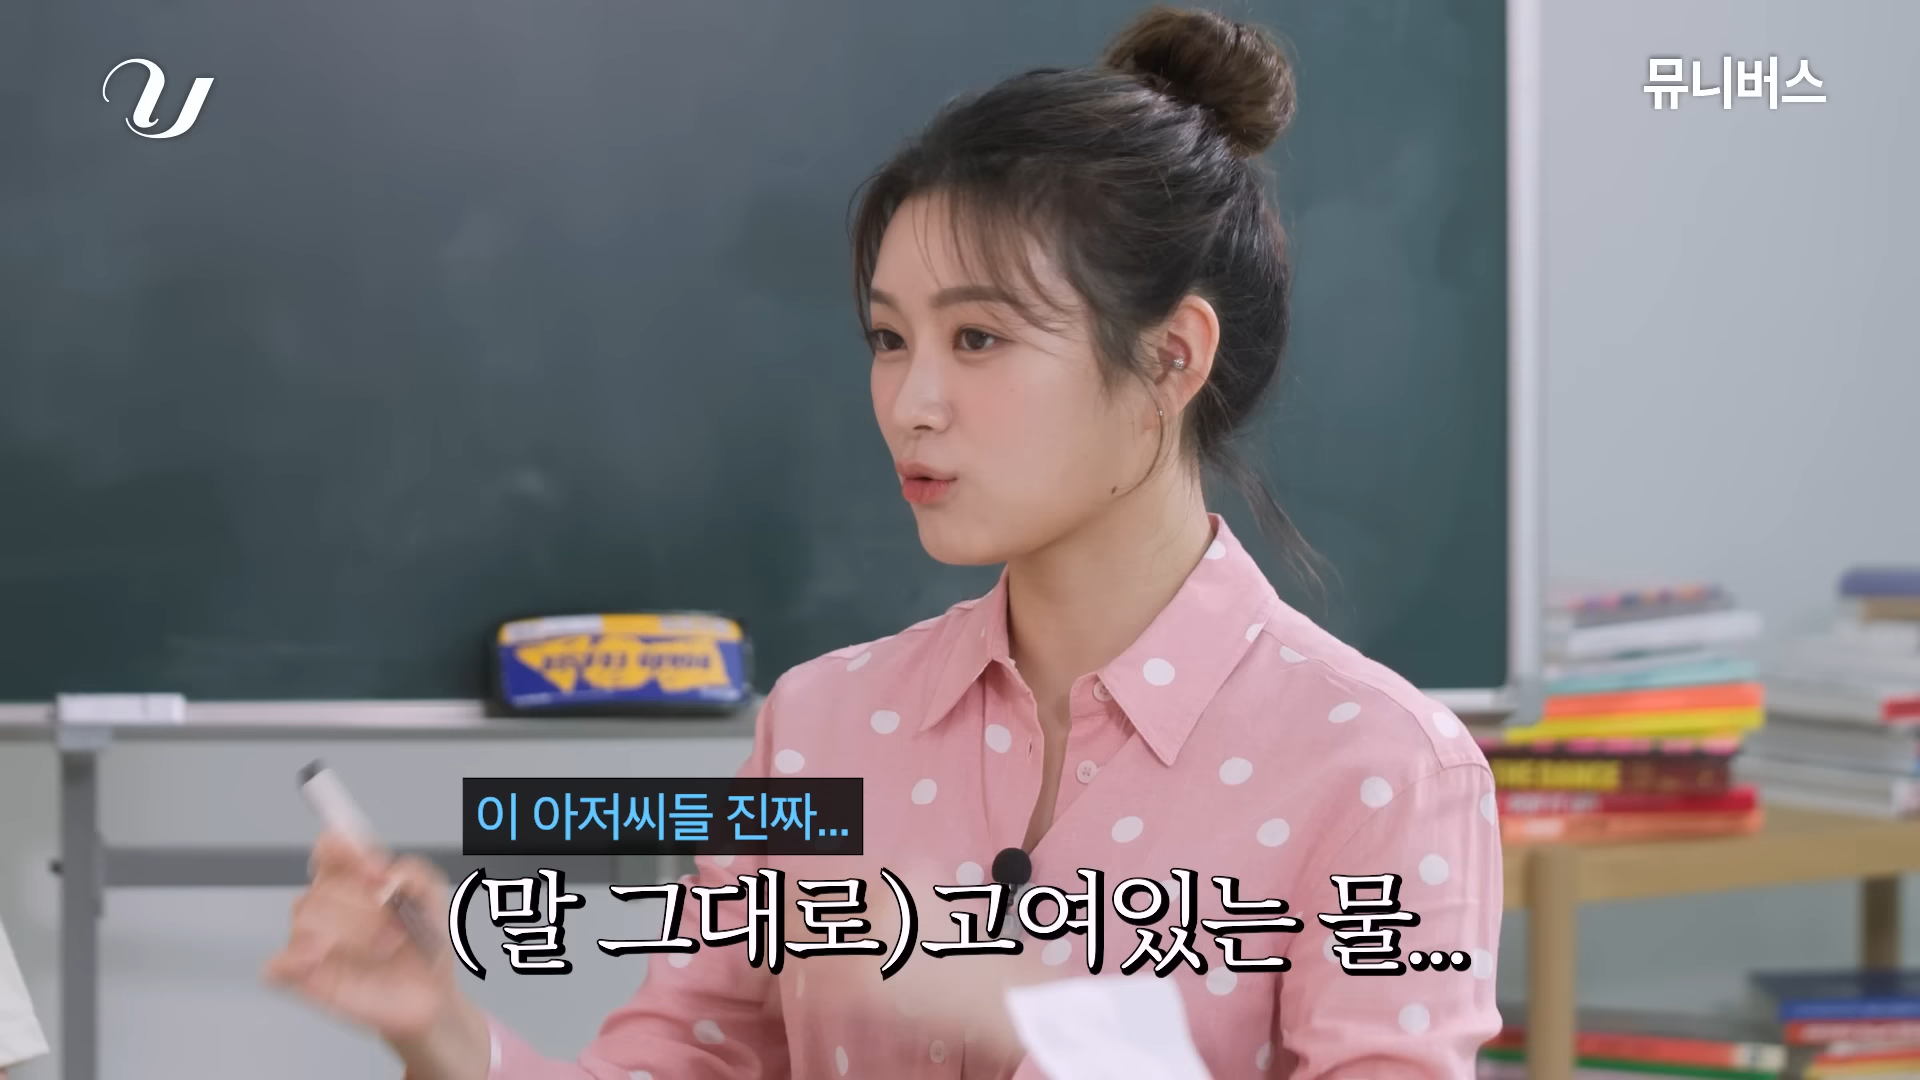 뮤니버스
이 아저씨들 진짜...
(말 그대로)고여있는 물...